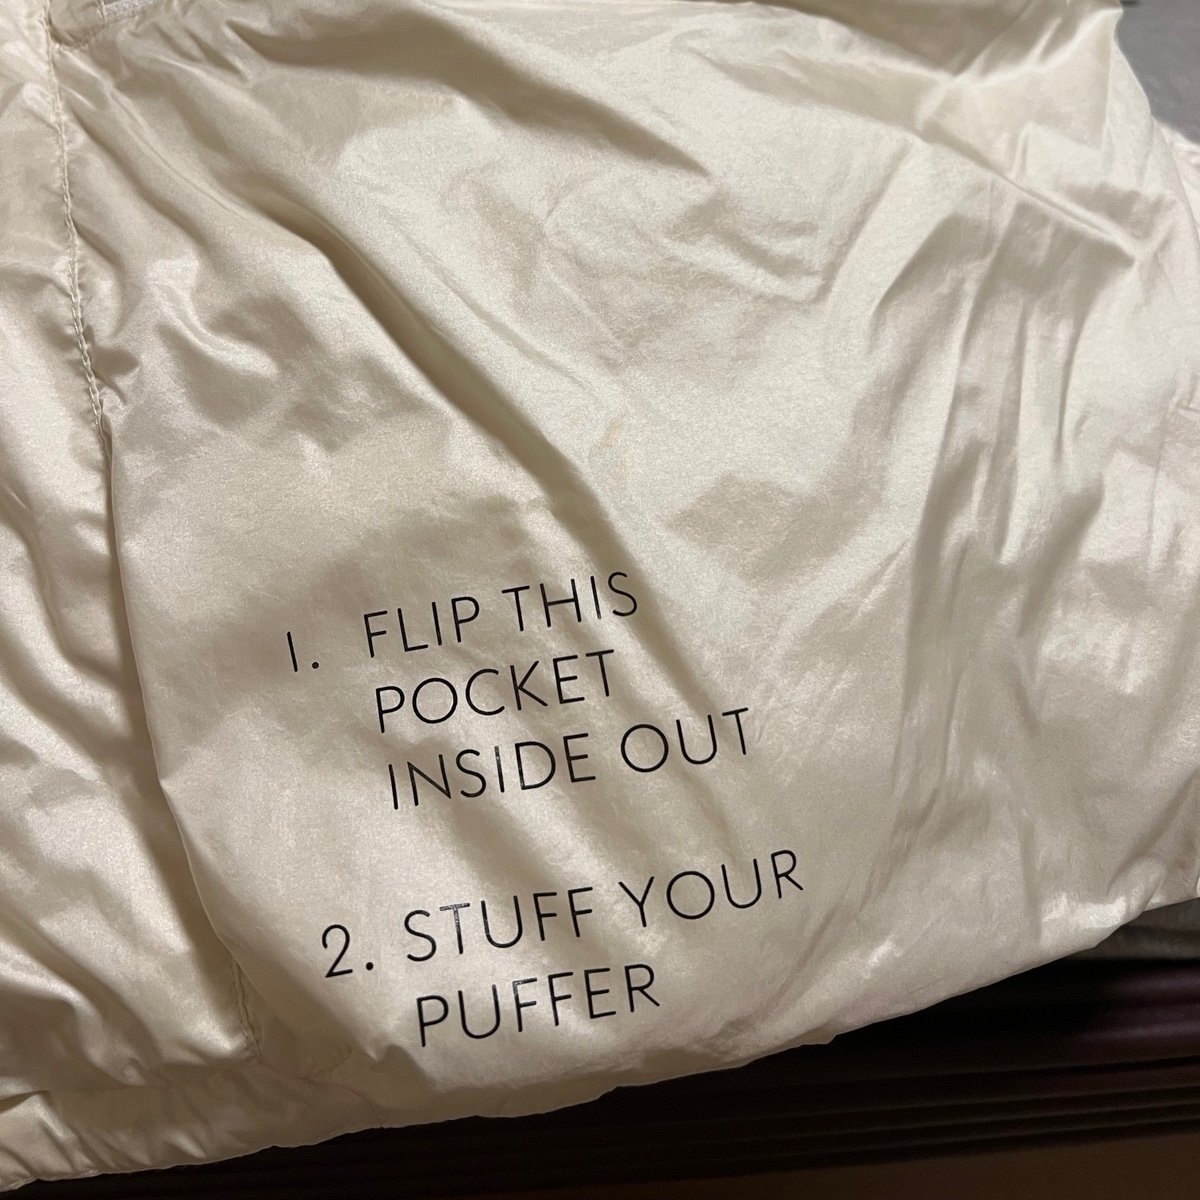 1. FLIP THIS
POCKET
INSIDE OUT
2. STUFF YOUR
PUFFER